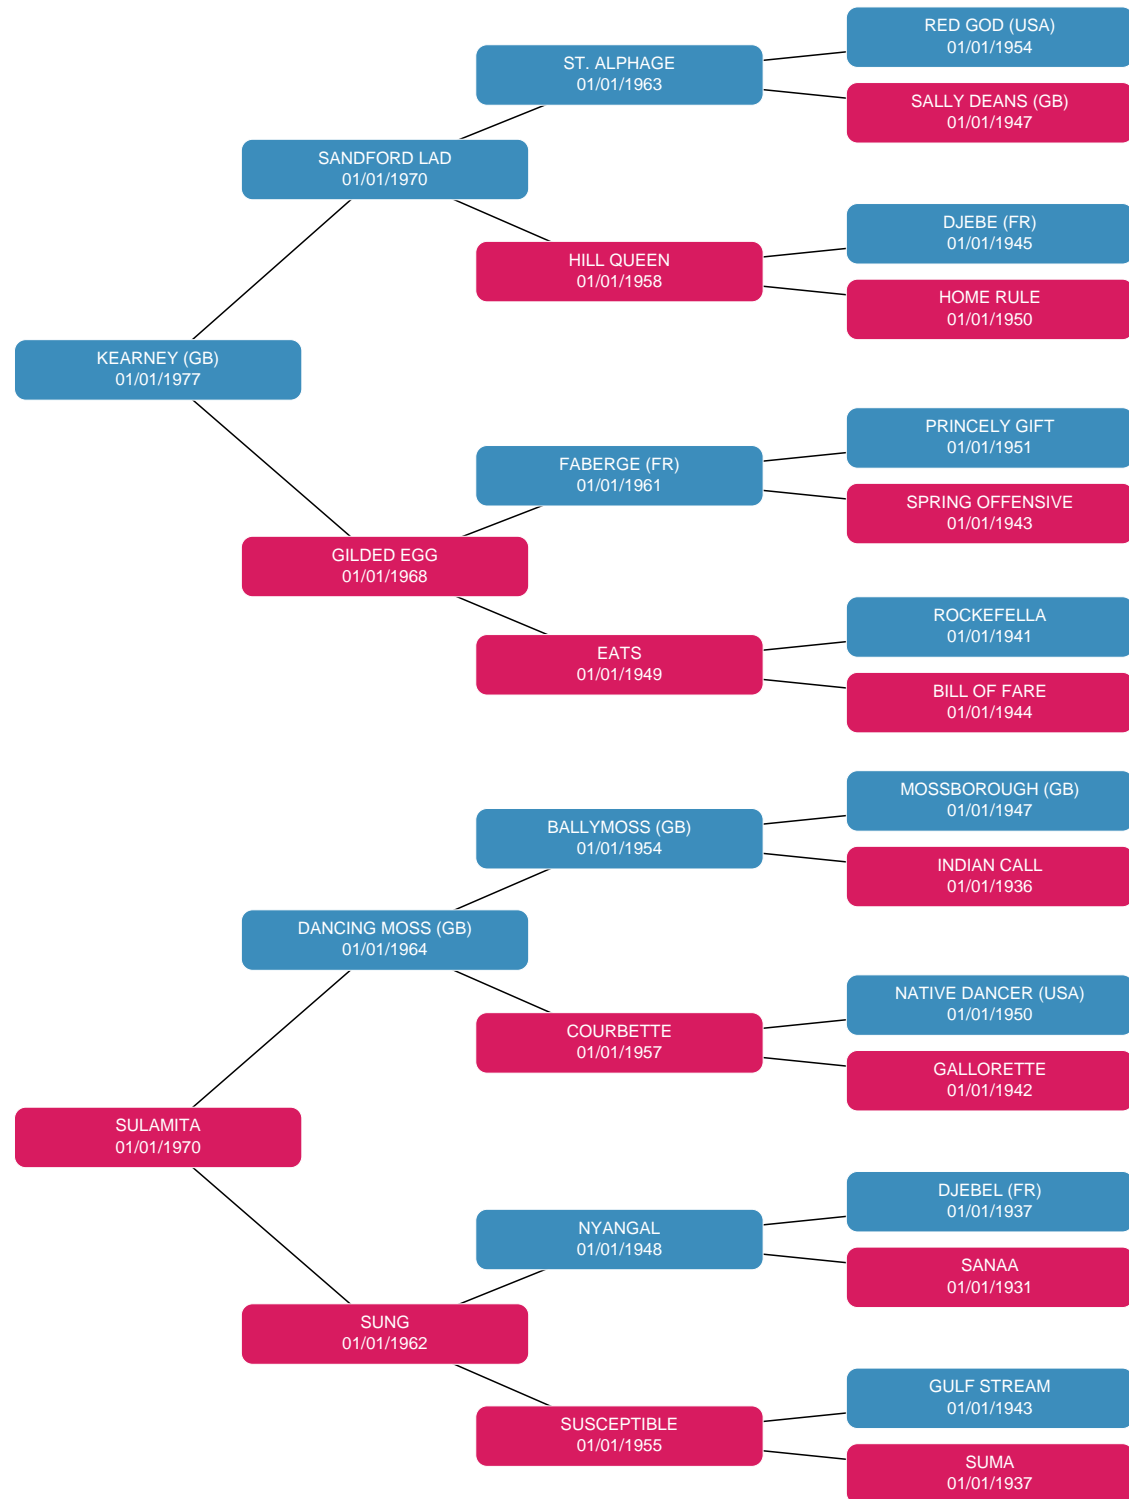 RED GOD (USA)
01/01/1954
ST. ALPHAGE
01/01/1963
SALLY DEANS (GB)
01/01/1947
SANDFORD LAD
01/01/1970
DJEBE (FR)
01/01/1945
HILL QUEEN
01/01/1958
HOME RULE
01/01/1950
KEARNEY (GB)
01/01/1977
PRINCELY GIFT
01/01/1951
FABERGE (FR)
01/01/1961
SPRING OFFENSIVE
01/01/1943
GILDED EGG
01/01/1968
ROCKEFELLA
01/01/1941
EATS
01/01/1949
BILL OF FARE
01/01/1944
MOSSBOROUGH (GB)
01/01/1947
BALLYMOSS (GB)
01/01/1954
INDIAN CALL
01/01/1936
DANCING MOSS (GB)
01/01/1964
NATIVE DANCER (USA)
01/01/1950
COURBETTE
01/01/1957
GALLORETTE
01/01/1942
SULAMITA
01/01/1970
DJEBEL (FR)
01/01/1937
NYANGAL
01/01/1948
SANAA
01/01/1931
SUNG
01/01/1962
GULF STREAM
01/01/1943
SUSCEPTIBLE
01/01/1955
SUMA
01/01/1937